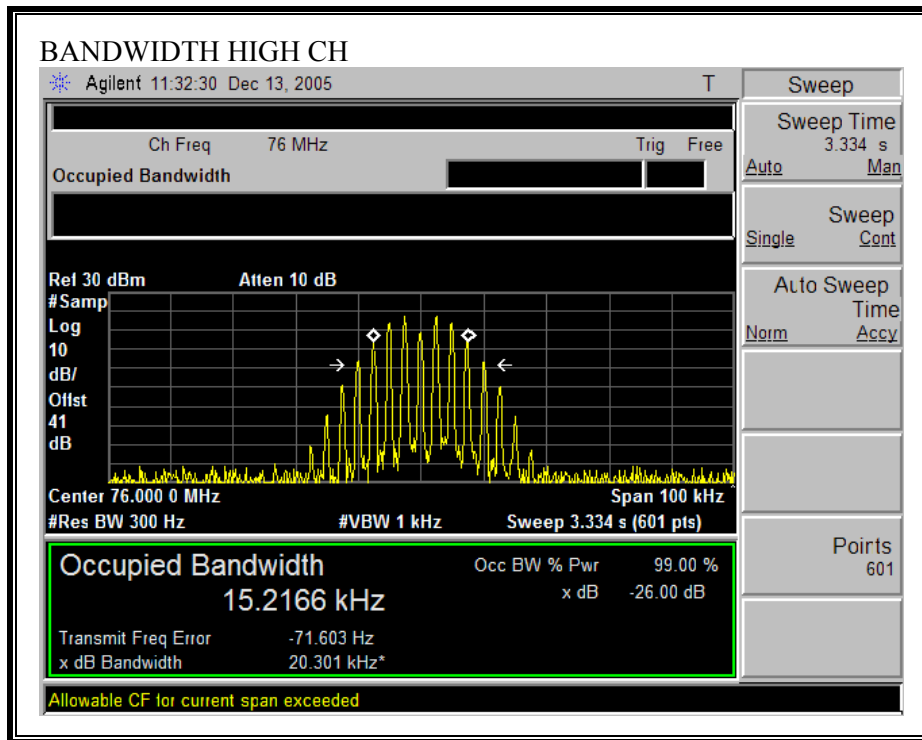 BANDWIDTH HIGH CH
Agilent 11:32:30 Dec 13, 2005 T
Sweep
Ch Freq 76 MHz Trig Free
Occupied Bandwidth
Sweep Time
3.334 s
Auto Man
Sweep
Single Cont
Auto Sweep
Time
Norm Accy
Ref 30 dBm Atten 10 dB
#Samp
Log
10
dB/
Offst
41
dB
Center 76.000 0 MHz Span 100 kHz
#Res BW 300 Hz #VBW 1 kHz Sweep 3.334 s (601 pts)
Points
601
Occupied Bandwidth
15.2166 kHz
Occ BW % Pwr 99.00 %
x dB -26.00 dB
Transmit Freq Error -71.603 Hz
x dB Bandwidth 20.301 kHz*
Allowable CF for current span exceeded